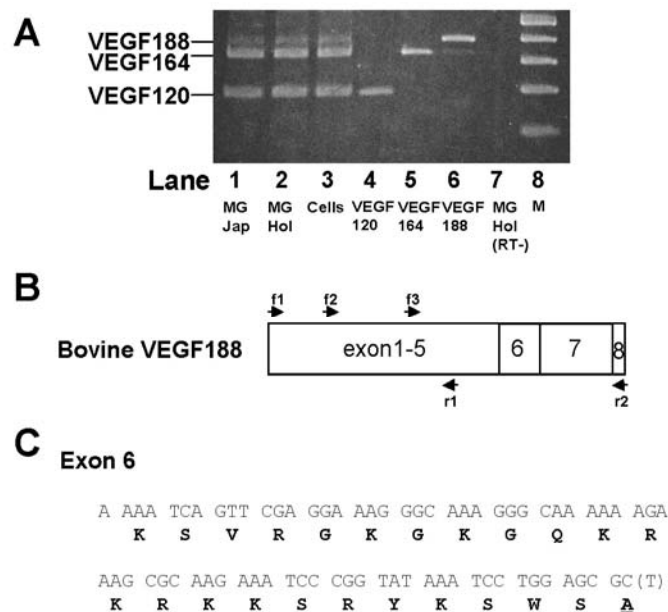 A
VEGF188
VEGF164
VEGF120
Lane 1 2 3 4 5 6 7 8
MG Jap MG Hol Cells VEGF 120 VEGF 164 VEGF 188 MG Hol (RT-) M
B
f1 f2 f3
Bovine VEGF188 exon1-5 6 7 8
r1 r2
C
Exon 6
A AAA TCA GTT CGA GGA AAG GGC AAA GGG CAA AAA AGA
K S V R G K G K G Q K R
AAG CGC AAG AAA TCC CGG TAT AAA TCC TGG AGC GC(T)
K R K K S R Y K S W S A